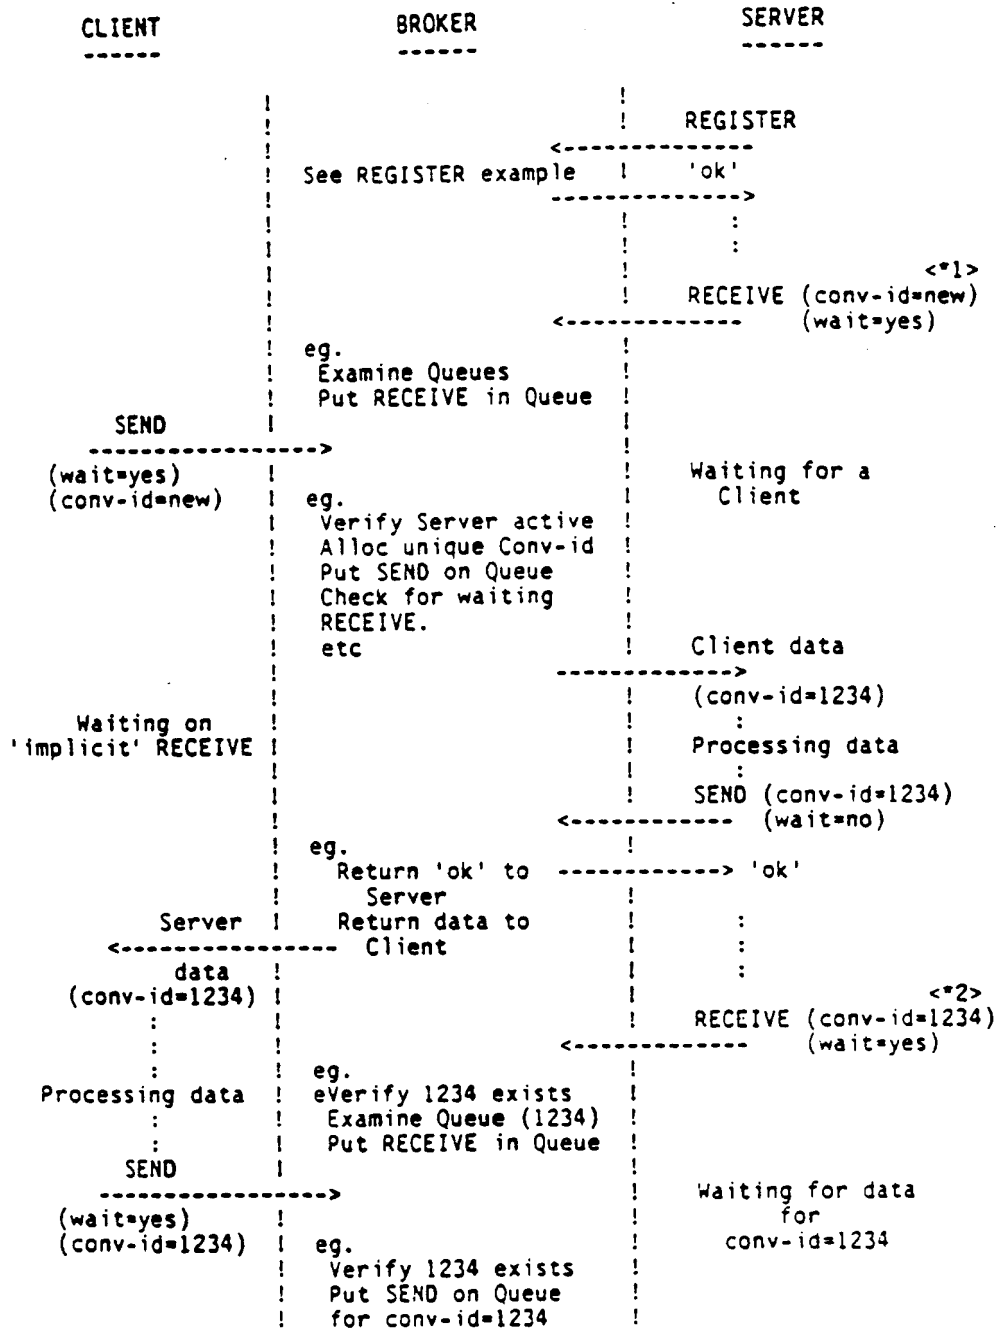 CLIENT BROKER SERVER
------ ------ ------
! !
! ! REGISTER
! <--------------
! See REGISTER example ! 'ok'
! -------------->
! ! :
! ! :
! ! <*1>
! ! RECEIVE (conv-id=new)
! <------------- (wait=yes)
! eg. !
! Examine Queues !
! Put RECEIVE in Queue !
SEND ! !
----------------->
(wait=yes) ! ! Waiting for a
(conv-id=new) ! eg. ! Client
! Verify Server active !
! Alloc unique Conv-id !
! Put SEND on Queue !
! Check for waiting !
! RECEIVE. !
! etc ! Client data
! ------------->
! ! (conv-id=1234)
Waiting on ! ! :
'implicit' RECEIVE ! ! Processing data
! ! :
! ! SEND (conv-id=1234)
! <------------ (wait=no)
! eg. !
! Return 'ok' to ------------> 'ok'
! Server !
Server ! Return data to ! :
<---------------- Client ! :
data ! ! :
(conv-id=1234) ! ! <*2>
: ! ! RECEIVE (conv-id=1234)
: ! <------------- (wait=yes)
: ! eg. !
Processing data ! eVerify 1234 exists !
: ! Examine Queue (1234) !
: ! Put RECEIVE in Queue !
SEND ! !
-----------------> ! Waiting for data
(wait=yes) ! ! for
(conv-id=1234) ! eg. ! conv-id=1234
! Verify 1234 exists !
! Put SEND on Queue !
! for conv-id=1234 !